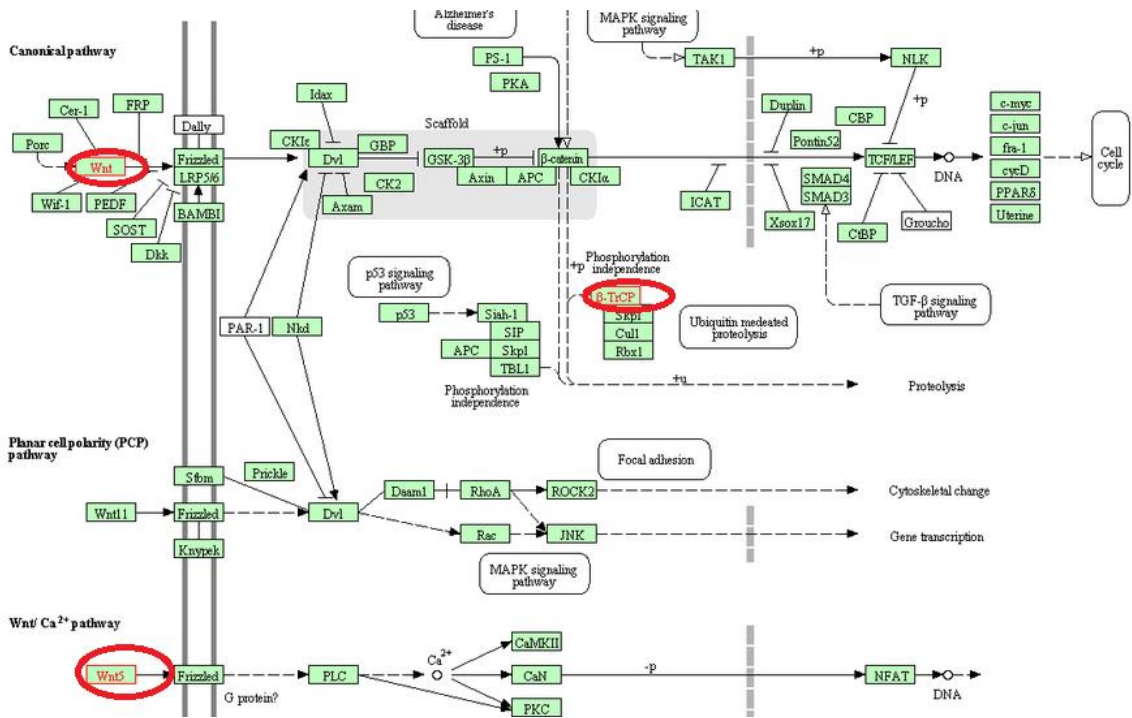 Alzheimer's
disease
MAPK signaling
pathway
Canonical pathway
PS-1
TAK1
+p
NLK
PKA
Cer-1
FRP
Idax
Duplin
CBP
+p
c-myc
Dally
Scaffold
Pontin52
c-jun
Porc
CKIε
GBP
Wnt
Frizzled
Dvl
GSK-3β
+p
β-catenin
TCF/LEF
DNA
fra-1
Cell
cycle
LRP5/6
CK2
Axin
APC
CKIα
SMAD4
cycD
Wif-1
PEDF
Axam
ICAT
SMAD3
PPARδ
BAMBI
SOST
Xsox17
CtBP
Groucho
Uterine
Dkk
p53 signaling
pathway
Phosphorylation
independence
+p
β-TrCP
TGF-β signaling
pathway
p53
Siah-1
Skp1
Ubiquitin medeated
proteolysis
PAR-1
Nkd
SIP
Cul1
APC
Skp1
Rbx1
TBL1
+u
Proteolysis
Phosphorylation
independence
Planar cell polarity (PCP)
pathway
Focal adhesion
Stbm
Prickle
Daam1
RhoA
ROCK2
Cytoskeletal change
Wnt11
Frizzled
Dvl
Rac
JNK
Gene transcription
Knypek
MAPK signaling
pathway
Wnt/ Ca2+ pathway
CaMKII
Ca2+
Wnt5
Frizzled
PLC
CaN
-p
NFAT
DNA
G protein?
PKC